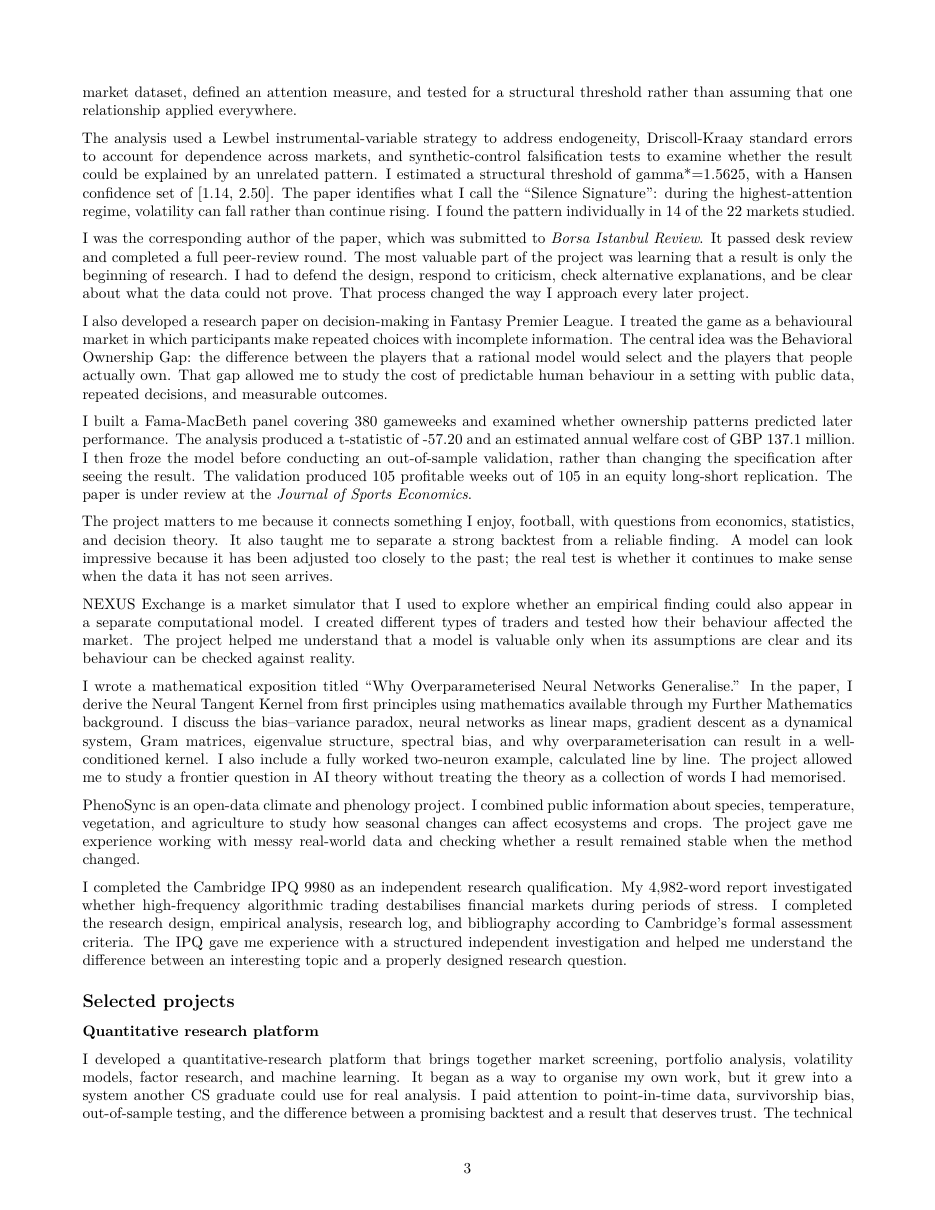 market dataset, defined an attention measure, and tested for a structural threshold rather than assuming that one
relationship applied everywhere.
The analysis used a Lewbel instrumental-variable strategy to address endogeneity, Driscoll-Kraay standard errors
to account for dependence across markets, and synthetic-control falsification tests to examine whether the result
could be explained by an unrelated pattern. I estimated a structural threshold of gamma*=1.5625, with a Hansen
confidence set of [1.14, 2.50]. The paper identifies what I call the “Silence Signature”: during the highest-attention
regime, volatility can fall rather than continue rising. I found the pattern individually in 14 of the 22 markets studied.
I was the corresponding author of the paper, which was submitted to Borsa Istanbul Review. It passed desk review
and completed a full peer-review round. The most valuable part of the project was learning that a result is only the
beginning of research. I had to defend the design, respond to criticism, check alternative explanations, and be clear
about what the data could not prove. That process changed the way I approach every later project.
I also developed a research paper on decision-making in Fantasy Premier League. I treated the game as a behavioural
market in which participants make repeated choices with incomplete information. The central idea was the Behavioral
Ownership Gap: the difference between the players that a rational model would select and the players that people
actually own. That gap allowed me to study the cost of predictable human behaviour in a setting with public data,
repeated decisions, and measurable outcomes.
I built a Fama-MacBeth panel covering 380 gameweeks and examined whether ownership patterns predicted later
performance. The analysis produced a t-statistic of -57.20 and an estimated annual welfare cost of GBP 137.1 million.
I then froze the model before conducting an out-of-sample validation, rather than changing the specification after
seeing the result. The validation produced 105 profitable weeks out of 105 in an equity long-short replication. The
paper is under review at the Journal of Sports Economics.
The project matters to me because it connects something I enjoy, football, with questions from economics, statistics,
and decision theory. It also taught me to separate a strong backtest from a reliable finding. A model can look
impressive because it has been adjusted too closely to the past; the real test is whether it continues to make sense
when the data it has not seen arrives.
NEXUS Exchange is a market simulator that I used to explore whether an empirical finding could also appear in
a separate computational model. I created different types of traders and tested how their behaviour affected the
market. The project helped me understand that a model is valuable only when its assumptions are clear and its
behaviour can be checked against reality.
I wrote a mathematical exposition titled “Why Overparameterised Neural Networks Generalise.” In the paper, I
derive the Neural Tangent Kernel from first principles using mathematics available through my Further Mathematics
background. I discuss the bias–variance paradox, neural networks as linear maps, gradient descent as a dynamical
system, Gram matrices, eigenvalue structure, spectral bias, and why overparameterisation can result in a well-
conditioned kernel. I also include a fully worked two-neuron example, calculated line by line. The project allowed
me to study a frontier question in AI theory without treating the theory as a collection of words I had memorised.
PhenoSync is an open-data climate and phenology project. I combined public information about species, temperature,
vegetation, and agriculture to study how seasonal changes can affect ecosystems and crops. The project gave me
experience working with messy real-world data and checking whether a result remained stable when the method
changed.
I completed the Cambridge IPQ 9980 as an independent research qualification. My 4,982-word report investigated
whether high-frequency algorithmic trading destabilises financial markets during periods of stress. I completed
the research design, empirical analysis, research log, and bibliography according to Cambridge’s formal assessment
criteria. The IPQ gave me experience with a structured independent investigation and helped me understand the
difference between an interesting topic and a properly designed research question.
Selected projects
Quantitative research platform
I developed a quantitative-research platform that brings together market screening, portfolio analysis, volatility
models, factor research, and machine learning. It began as a way to organise my own work, but it grew into a
system another CS graduate could use for real analysis. I paid attention to point-in-time data, survivorship bias,
out-of-sample testing, and the difference between a promising backtest and a result that deserves trust. The technical
3